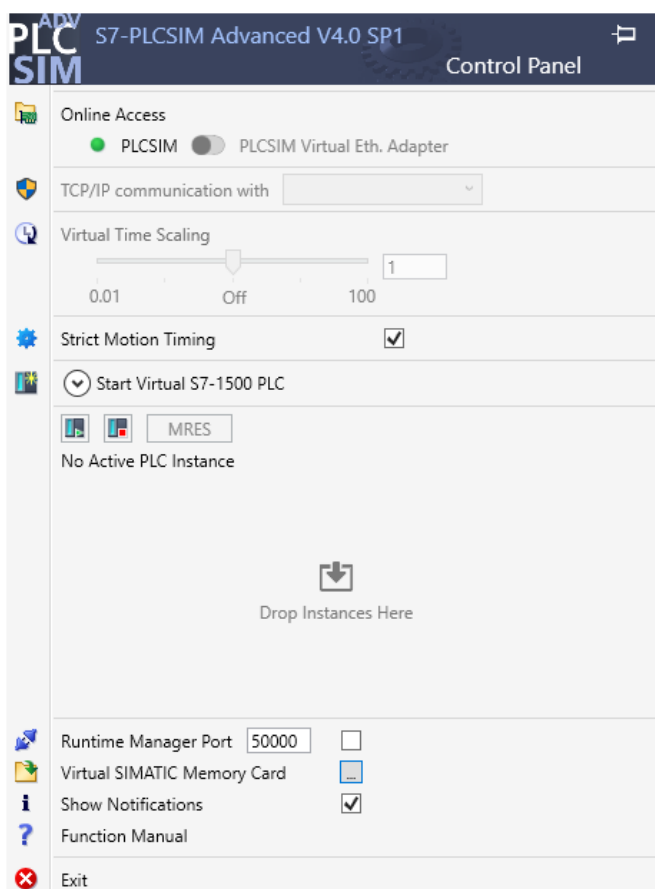 ADV
PLC
SIM
S7-PLCSIM Advanced V4.0 SP1
Control Panel
Online Access
PLCSIM PLCSIM Virtual Eth. Adapter
TCP/IP communication with
Virtual Time Scaling
1
0.01 Off 100
Strict Motion Timing
Start Virtual S7-1500 PLC
MRES
No Active PLC Instance
Drop Instances Here
Runtime Manager Port 50000
Virtual SIMATIC Memory Card ...
Show Notifications
Function Manual
Exit